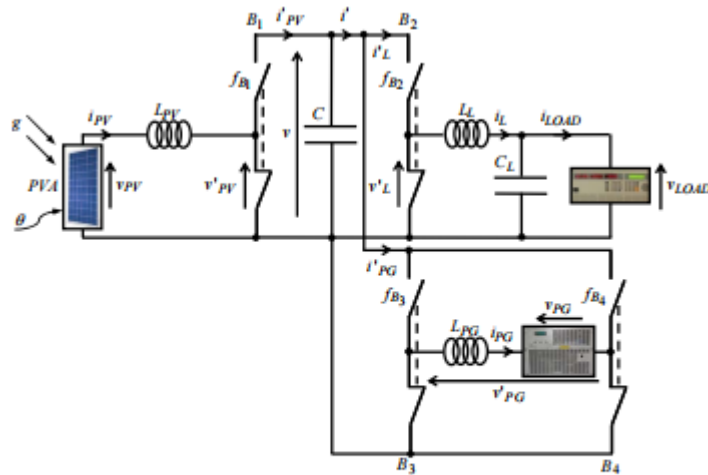 B1 i'PV i' B2
i'L
fB1 fB2
iPV LPV C LL iL iLOAD
g v CL
PVA vPV v'PV v'L vLOAD
θ
i'PG
fB3 fB4
vPG
LPG iPG
v'PG
B3 B4